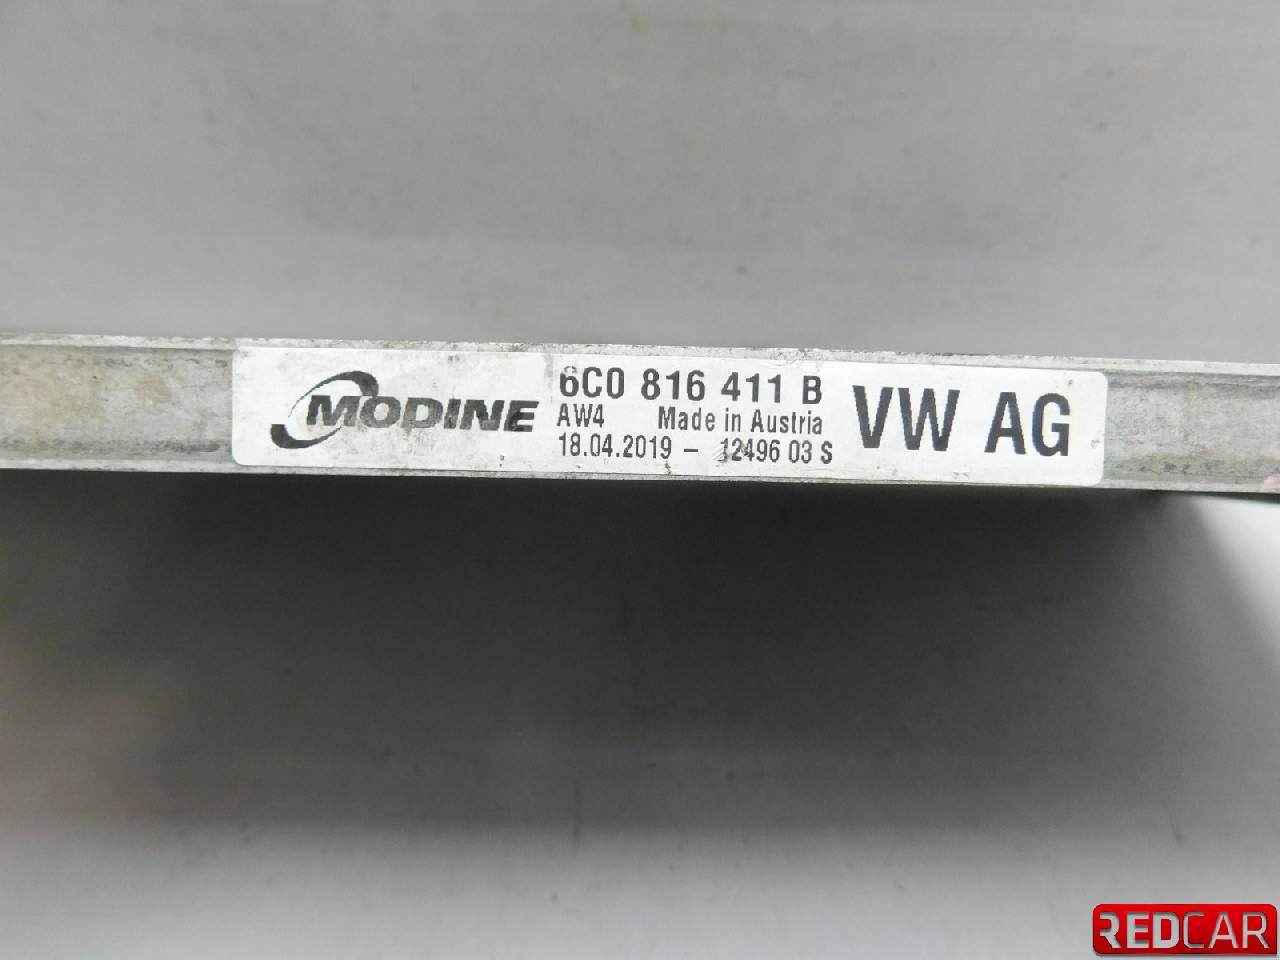 MODINE
6C0 816 411 B
AW4 Made in Austria
18.04.2019 - 12496 03 S
VW AG
REDCAR